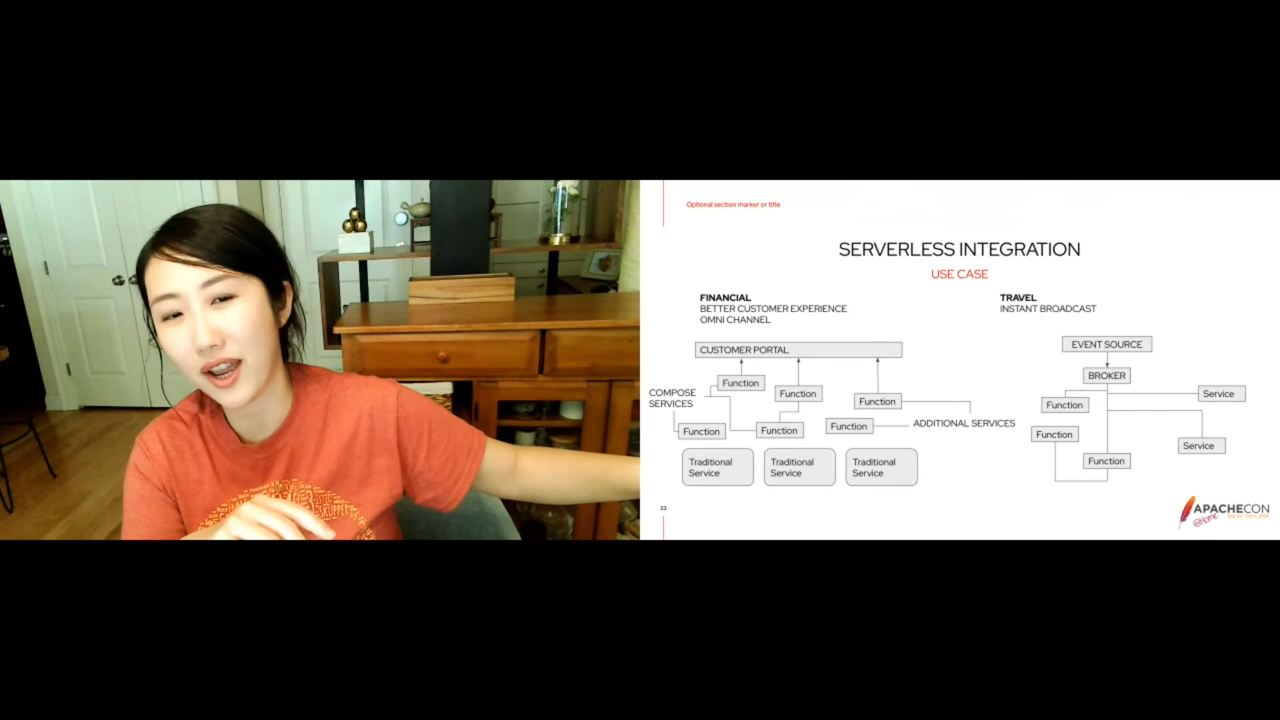 Optional section marker or title
SERVERLESS INTEGRATION
USE CASE
FINANCIAL
BETTER CUSTOMER EXPERIENCE
OMNI CHANNEL
CUSTOMER PORTAL
Function
Function
Function
COMPOSE
SERVICES
Function
Function
Function
ADDITIONAL SERVICES
Traditional
Service
Traditional
Service
Traditional
Service
TRAVEL
INSTANT BROADCAST
EVENT SOURCE
BROKER
Function
Service
Function
Service
Function
23
APACHECON
@Home
SKUPPER